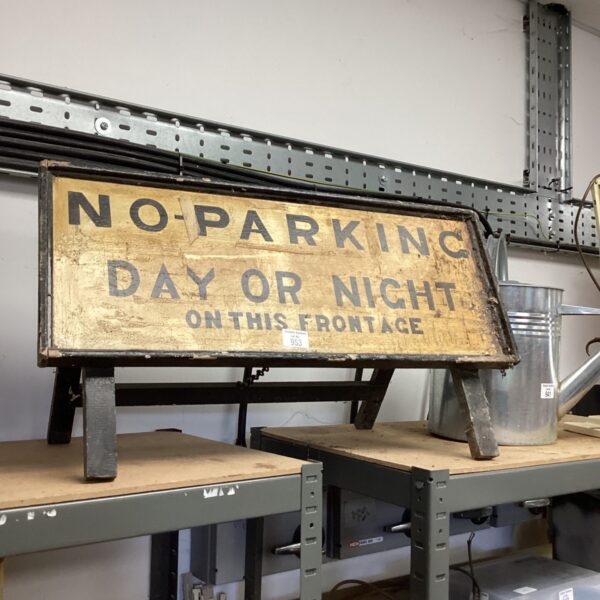 NO-PARKING
DAY OR NIGHT
ON THIS FRONTAGE
953